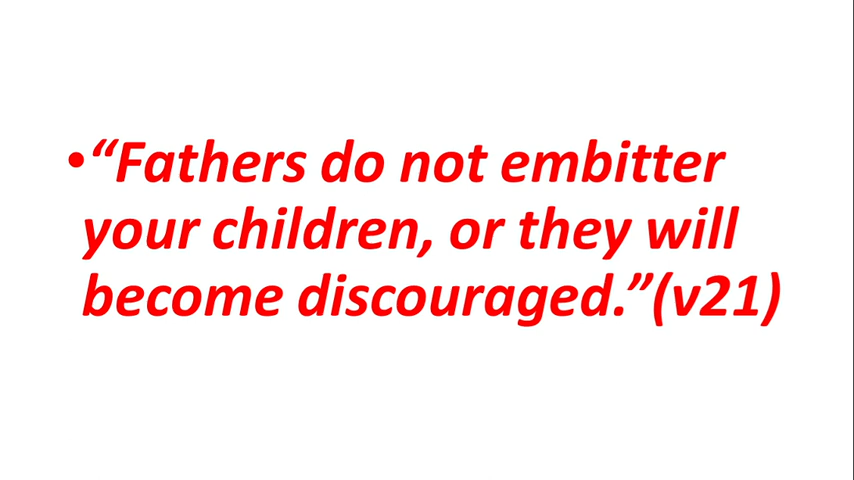 •“Fathers do not embitter
your children, or they will
become discouraged.”(v21)